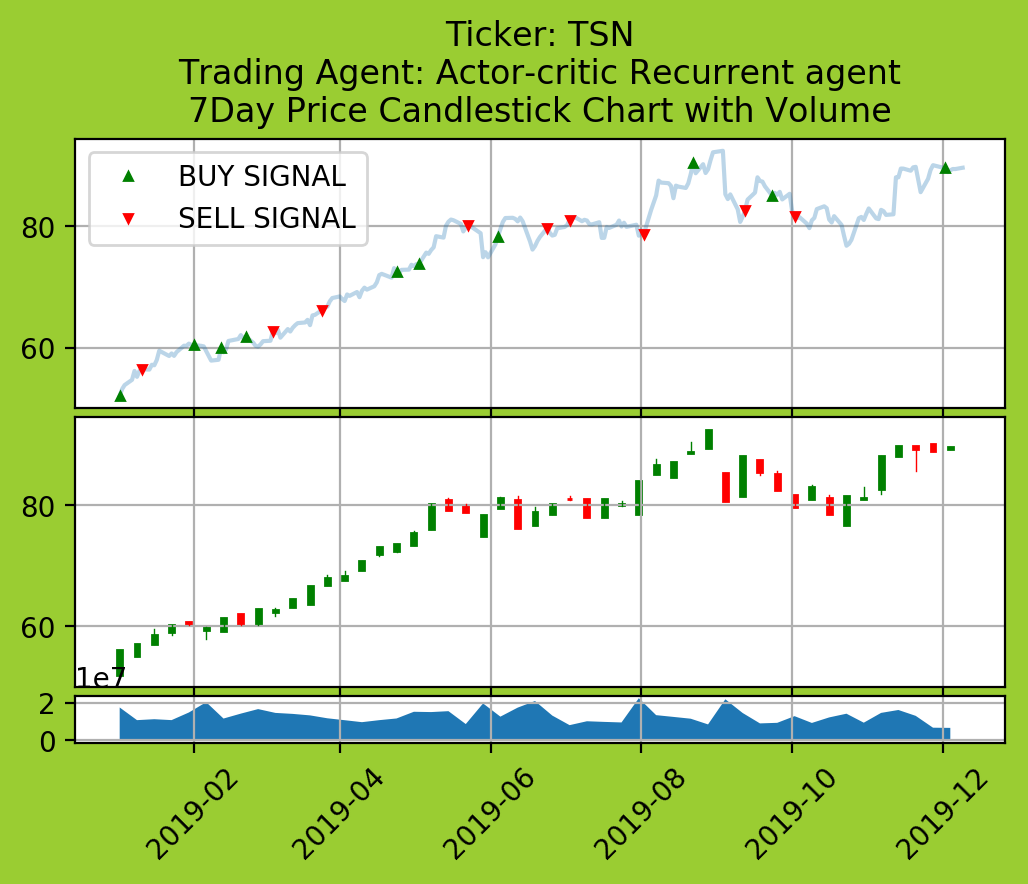 Ticker: TSN
Trading Agent: Actor-critic Recurrent agent
7Day Price Candlestick Chart with Volume
BUY SIGNAL
SELL SIGNAL
80
60
80
60
1e7
2
0
2019-02
2019-04
2019-06
2019-08
2019-10
2019-12